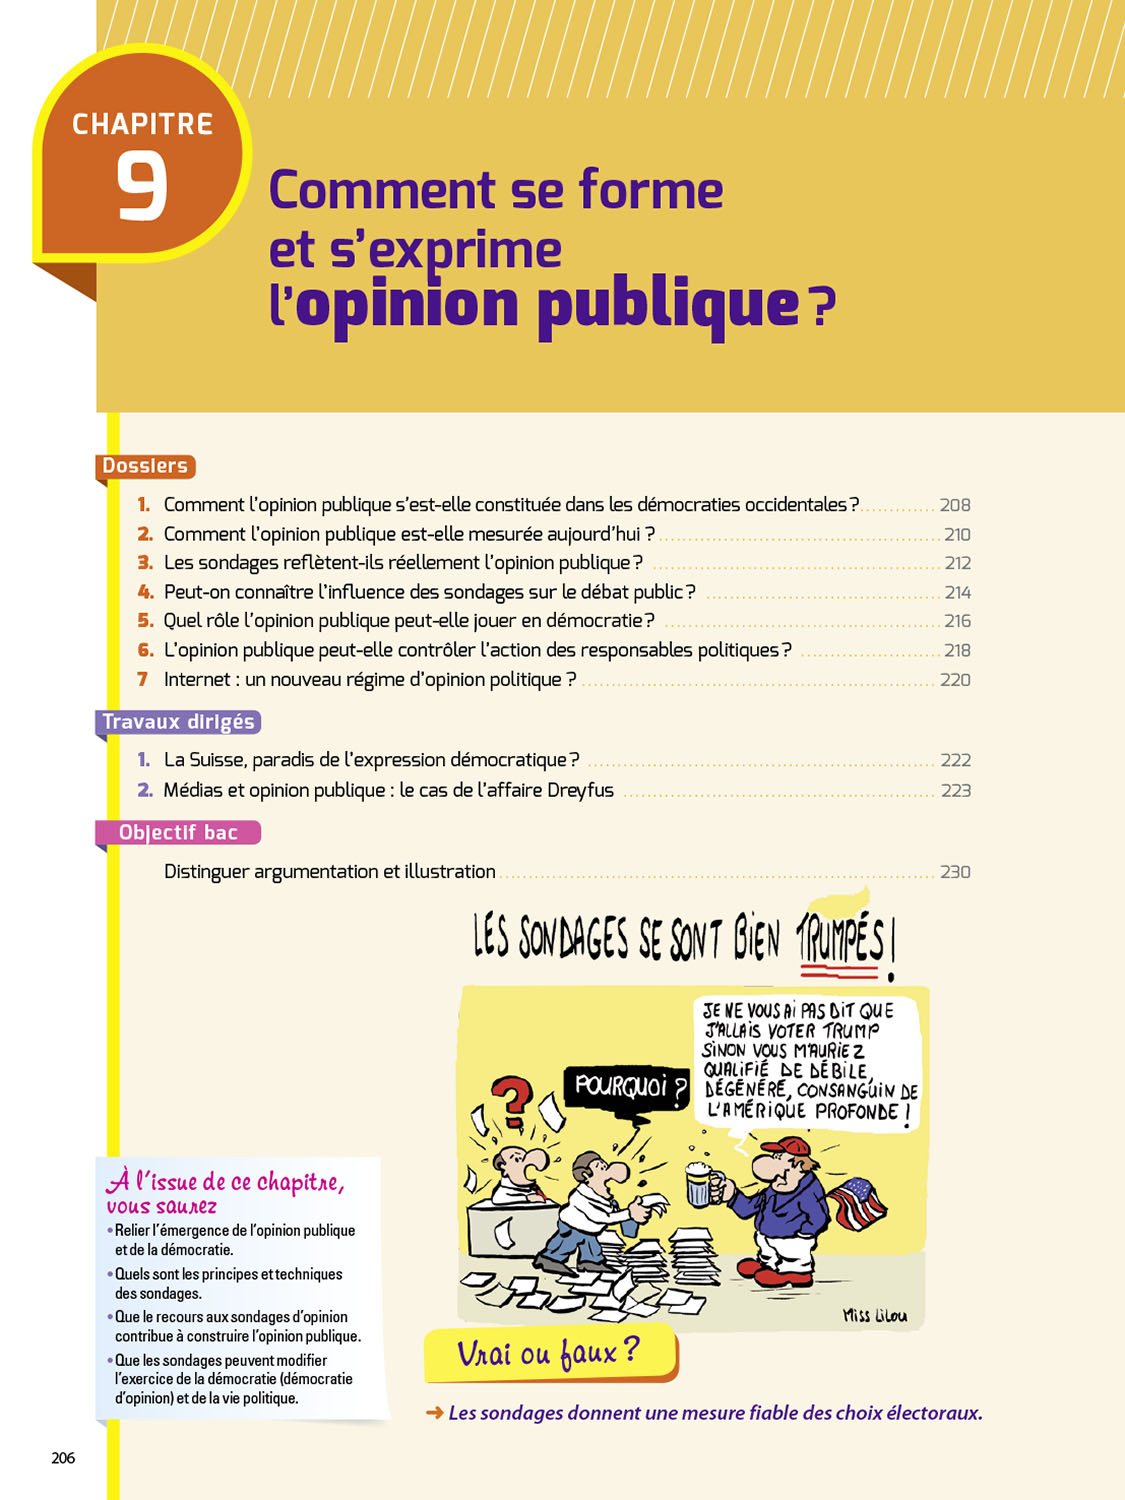 CHAPITRE
9
Comment se forme
et s’exprime
l’opinion publique ?
Dossiers
1. Comment l’opinion publique s’est-elle constituée dans les démocraties occidentales ? 208
2. Comment l’opinion publique est-elle mesurée aujourd’hui ? 210
3. Les sondages reflètent-ils réellement l’opinion publique ? 212
4. Peut-on connaître l’influence des sondages sur le débat public ? 214
5. Quel rôle l’opinion publique peut-elle jouer en démocratie ? 216
6. L’opinion publique peut-elle contrôler l’action des responsables politiques ? 218
7 Internet : un nouveau régime d’opinion politique ? 220
Travaux dirigés
1. La Suisse, paradis de l’expression démocratique ? 222
2. Médias et opinion publique : le cas de l’affaire Dreyfus 223
Objectif bac
Distinguer argumentation et illustration 230
LES SONDAGES SE SONT BIEN TRUMPÉS !
JE NE VOUS AI PAS DIT QUE
J’ALLAIS VOTER TRUMP
SINON VOUS M’AURIEZ
QUALIFIÉ DE DÉBILE,
DÉGÉNÉRÉ, CONSANGUIN DE
L’AMÉRIQUE PROFONDE !
POURQUOI ?
?
MISS LILOU
À l’issue de ce chapitre,
vous saurez
• Relier l’émergence de l’opinion publique
et de la démocratie.
• Quels sont les principes et techniques
des sondages.
• Que le recours aux sondages d’opinion
contribue à construire l’opinion publique.
• Que les sondages peuvent modifier
l’exercice de la démocratie (démocratie
d’opinion) et de la vie politique.
Vrai ou faux ?
➜ Les sondages donnent une mesure fiable des choix électoraux.
206